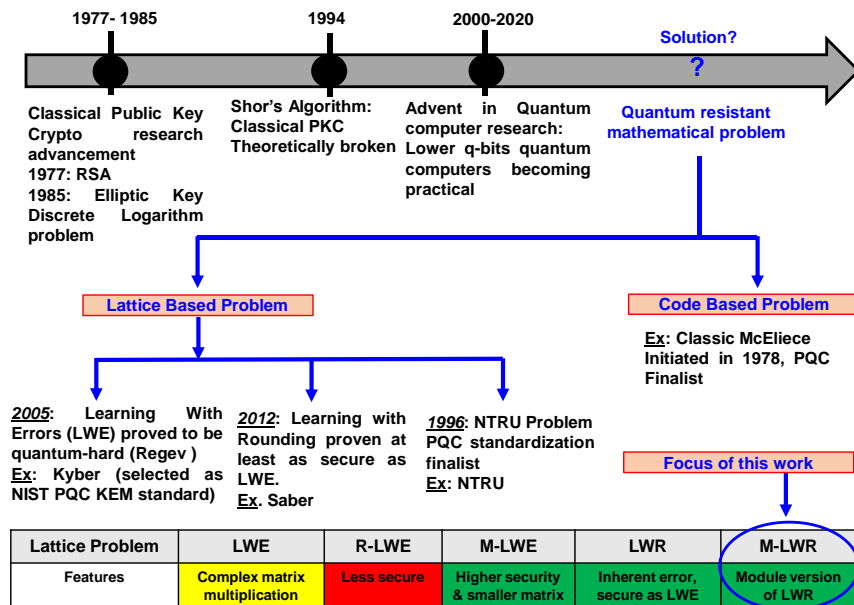 1977- 1985
1994
2000-2020
Solution?
?
Classical Public Key
Crypto research
advancement
1977: RSA
1985: Elliptic Key
Discrete Logarithm
problem
Shor's Algorithm:
Classical PKC
Theoretically broken
Advent in Quantum
computer research:
Lower q-bits quantum
computers becoming
practical
Quantum resistant
mathematical problem
Lattice Based Problem
Code Based Problem
Ex: Classic McEliece
Initiated in 1978, PQC
Finalist
2005: Learning With
Errors (LWE) proved to be
quantum-hard (Regev )
Ex: Kyber (selected as
NIST PQC KEM standard)
2012: Learning with
Rounding proven at
least as secure as
LWE.
Ex. Saber
1996: NTRU Problem
PQC standardization
finalist
Ex: NTRU
Focus of this work
Lattice Problem LWE R-LWE M-LWE LWR M-LWR
Features
Complex matrix
multiplication
Less secure
Higher security
& smaller matrix
Inherent error,
secure as LWE
Module version
of LWR